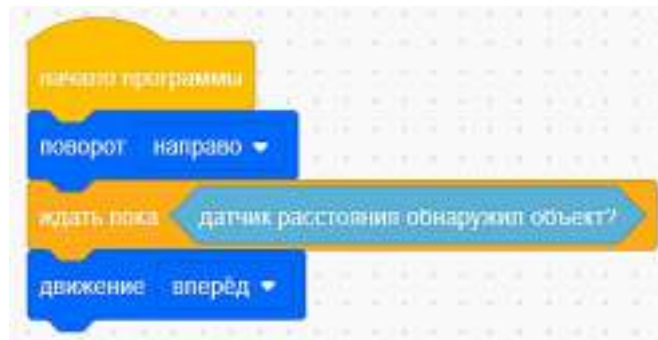 начало программы
поворот направо
ждать пока датчик расстояния обнаружил объект?
движение вперёд